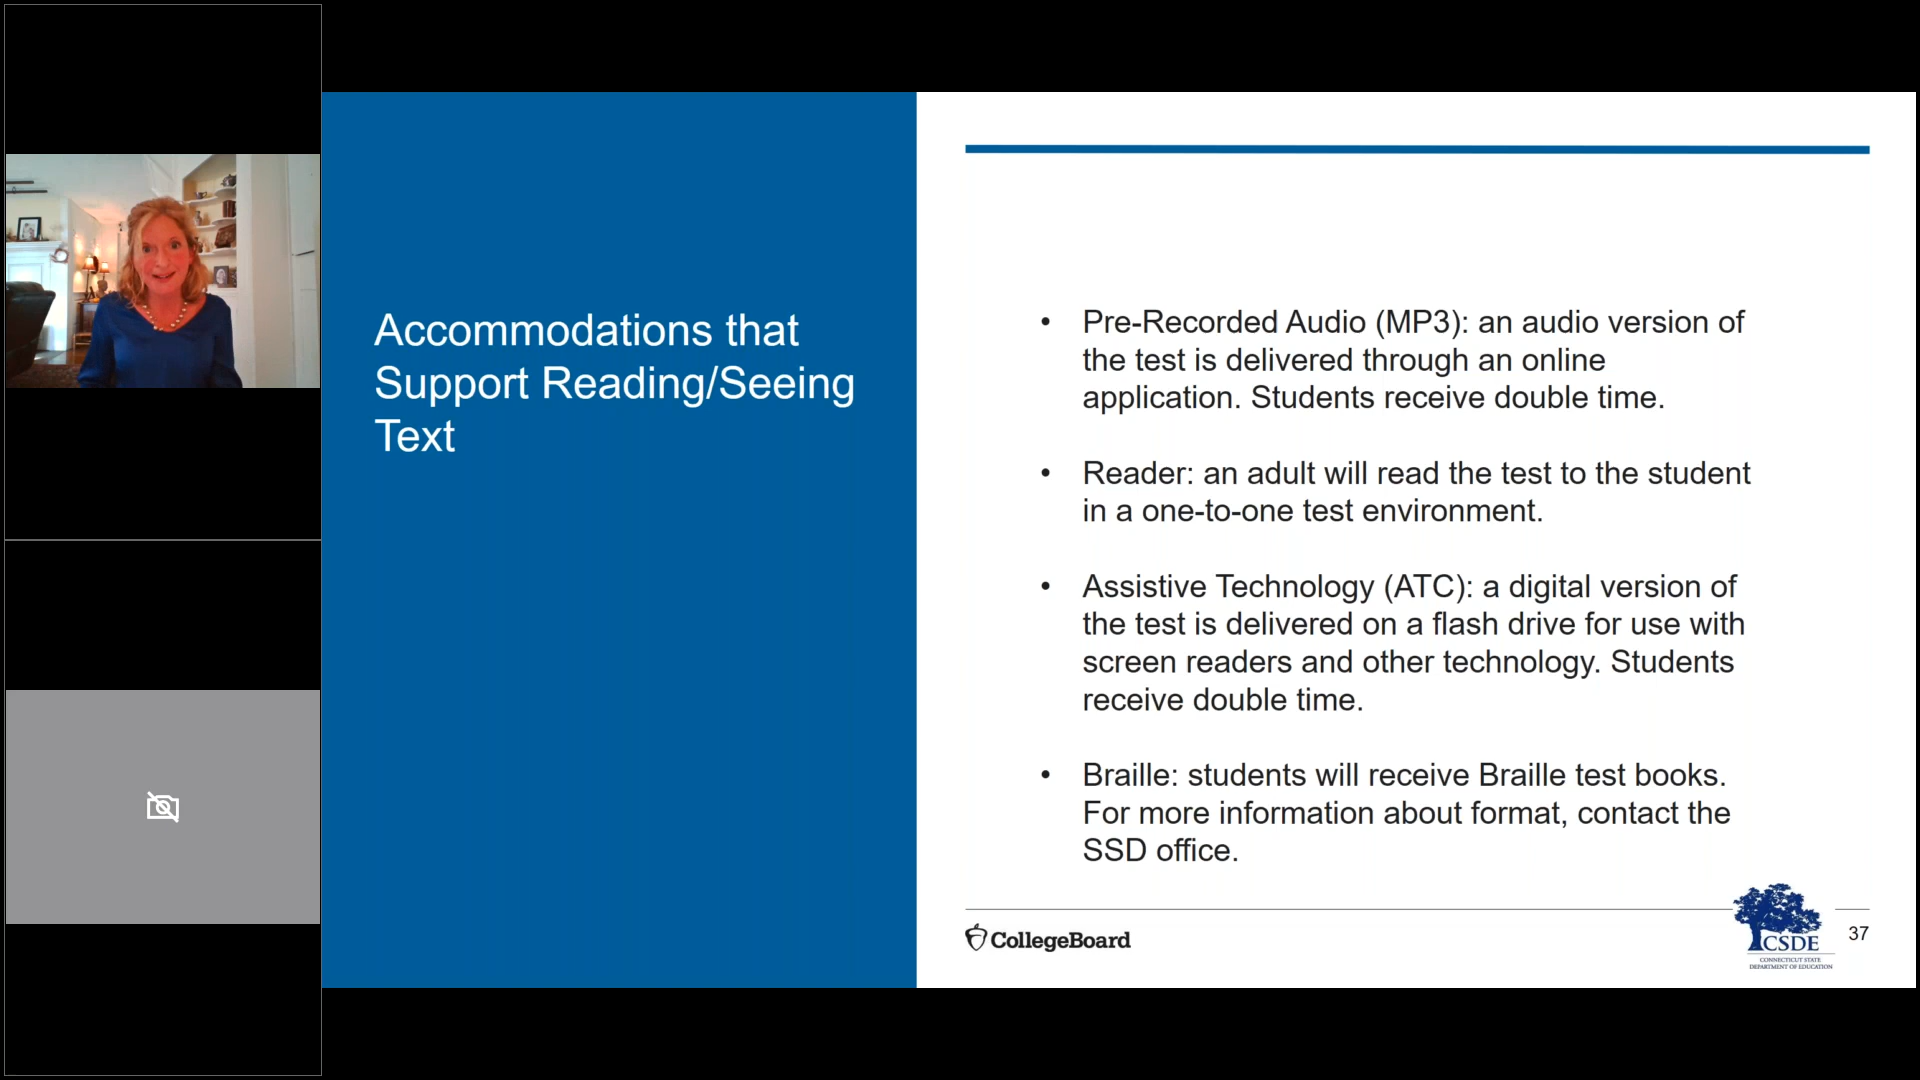 Accommodations that
Support Reading/Seeing
Text
• Pre-Recorded Audio (MP3): an audio version of
the test is delivered through an online
application. Students receive double time.
• Reader: an adult will read the test to the student
in a one-to-one test environment.
• Assistive Technology (ATC): a digital version of
the test is delivered on a flash drive for use with
screen readers and other technology. Students
receive double time.
• Braille: students will receive Braille test books.
For more information about format, contact the
SSD office.
CollegeBoard
CSDE
CONNECTICUT STATE
DEPARTMENT OF EDUCATION
37